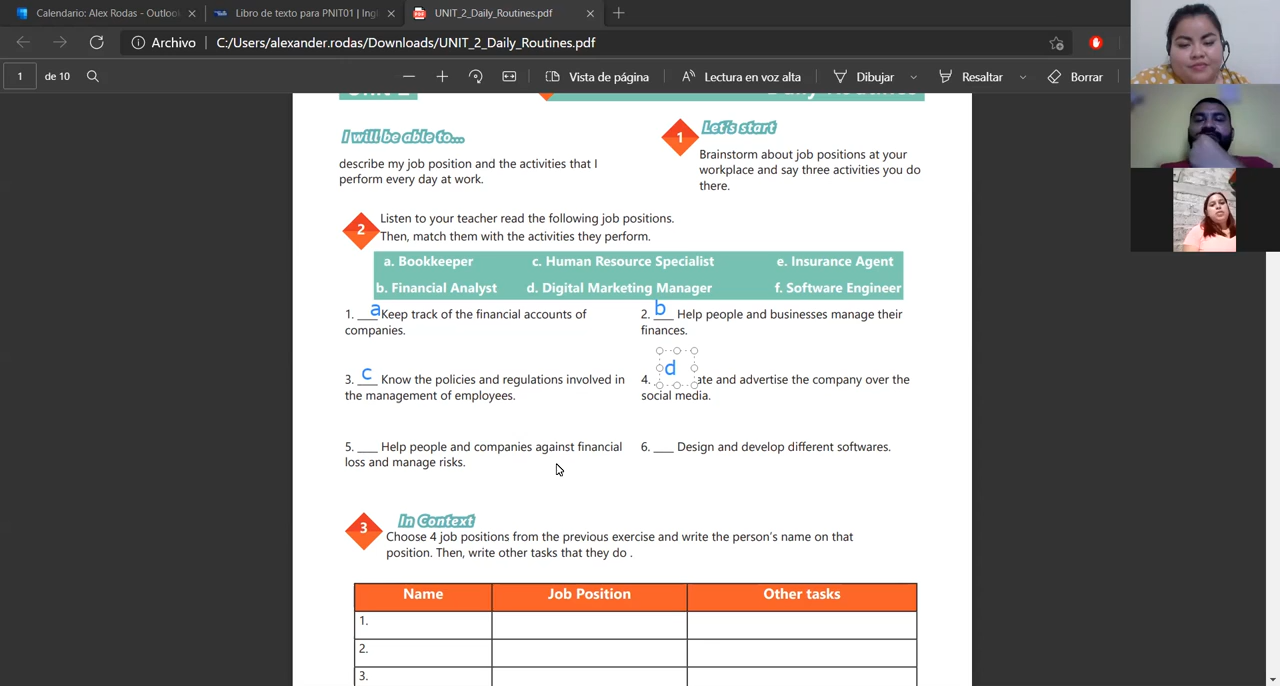 Calendario: Alex Rodas - Outlool
Libro de texto para PNIT01 | Ingl
UNIT_2_Daily_Routines.pdf
Archivo
C:/Users/alexander.rodas/Downloads/UNIT_2_Daily_Routines.pdf
1 de 10
Vista de página
Lectura en voz alta
Dibujar
Resaltar
Borrar
I will be able to...
describe my job position and the activities that I
perform every day at work.
1 Let's start
Brainstorm about job positions at your
workplace and say three activities you do
there.
2 Listen to your teacher read the following job positions.
Then, match them with the activities they perform.
a. Bookkeeper c. Human Resource Specialist e. Insurance Agent
b. Financial Analyst d. Digital Marketing Manager f. Software Engineer
1. ___a Keep track of the financial accounts of
companies.
2. _b_ Help people and businesses manage their
finances.
3. _c_ Know the policies and regulations involved in
the management of employees.
4. d ate and advertise the company over the
social media.
5. ___ Help people and companies against financial
loss and manage risks.
6. ___ Design and develop different softwares.
3 In Context
Choose 4 job positions from the previous exercise and write the person's name on that
position. Then, write other tasks that they do .
Name Job Position Other tasks
1.
2.
3.